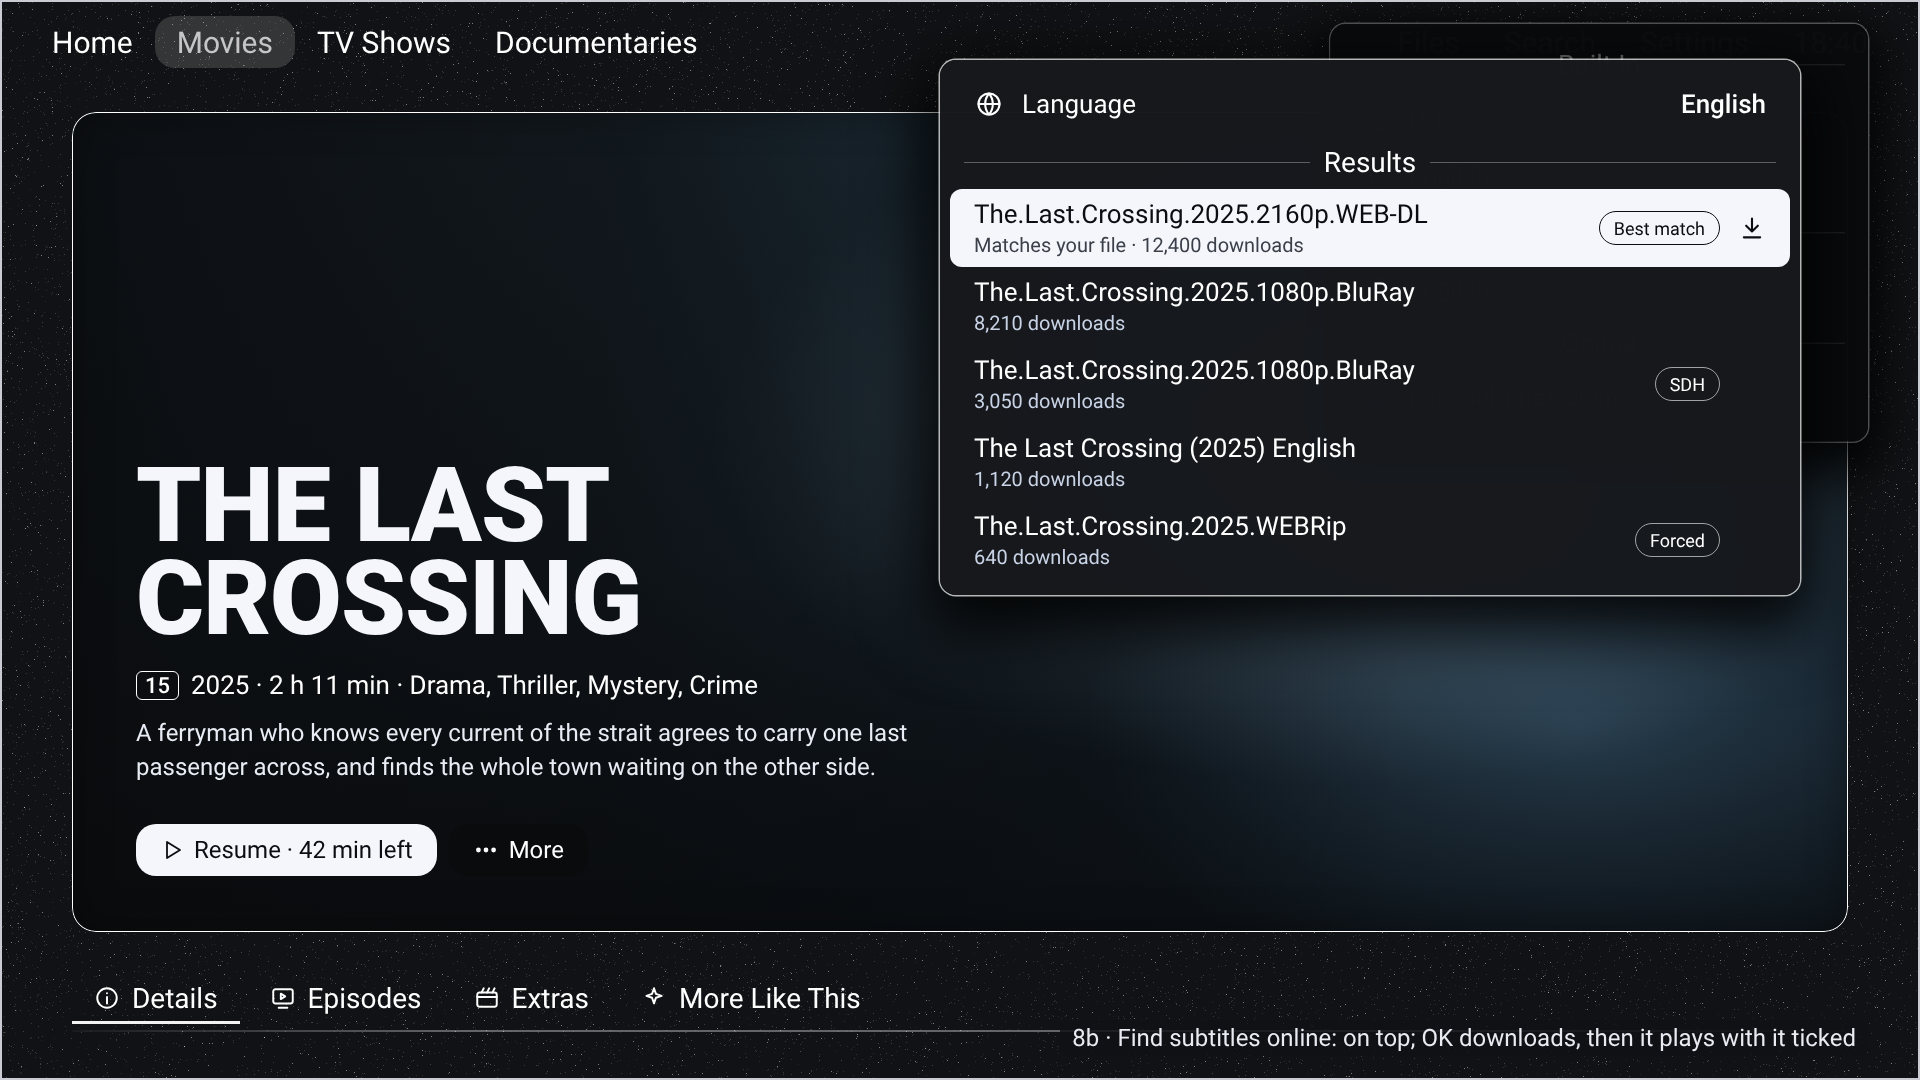 Home
Movies
TV Shows
Documentaries
Files
Search
Settings
Language
English
Results
The.Last.Crossing.2025.2160p.WEB-DL
Matches your file · 12,400 downloads
Best match
The.Last.Crossing.2025.1080p.BluRay
8,210 downloads
The.Last.Crossing.2025.1080p.BluRay
3,050 downloads
SDH
The Last Crossing (2025) English
1,120 downloads
The.Last.Crossing.2025.WEBRip
640 downloads
Forced
THE LAST
CROSSING
15 2025 · 2 h 11 min · Drama, Thriller, Mystery, Crime
A ferryman who knows every current of the strait agrees to carry one last
passenger across, and finds the whole town waiting on the other side.
Resume · 42 min left
More
Details
Episodes
Extras
More Like This
8b · Find subtitles online: on top; OK downloads, then it plays with it ticked